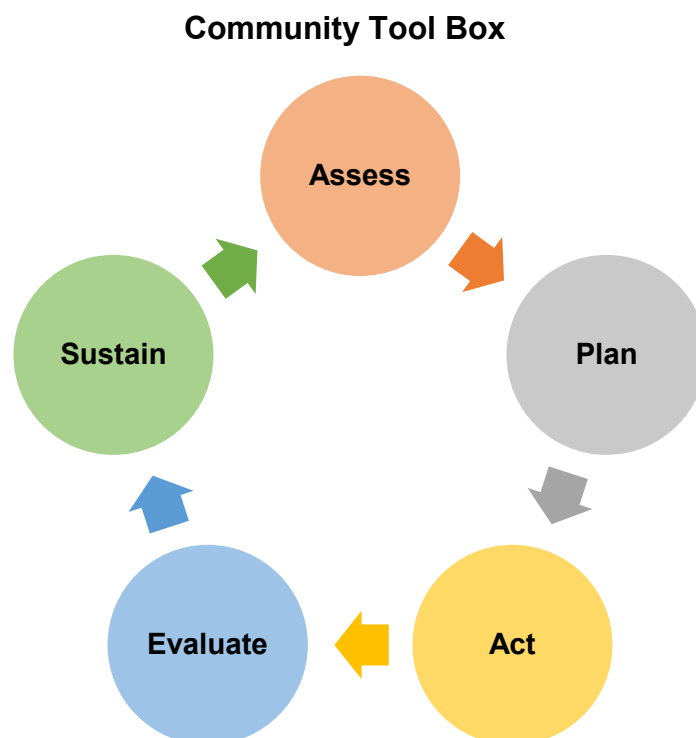 Community Tool Box
Assess
Plan
Act
Evaluate
Sustain